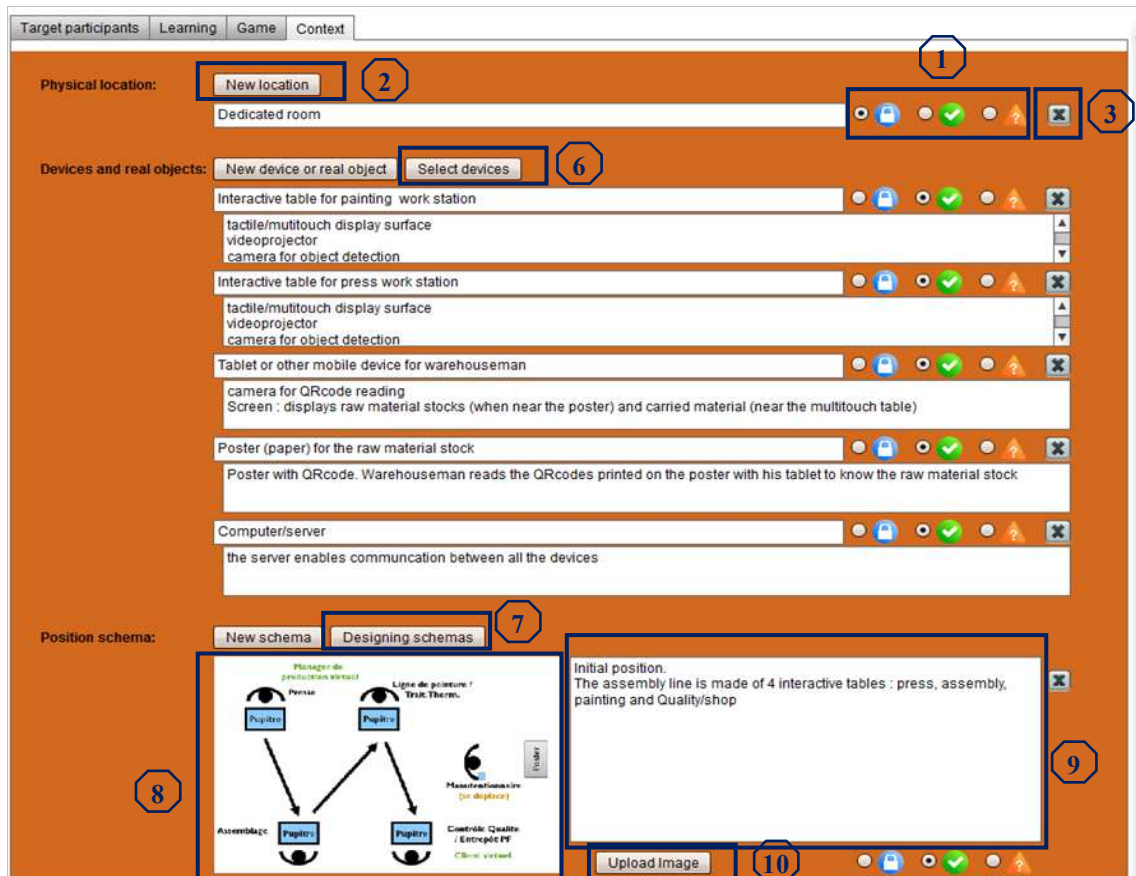 Target participants Learning Game Context
1
Physical location: New location 2
Dedicated room 3
Devices and real objects: New device or real object Select devices 6
Interactive table for painting work station
tactile/mutitouch display surface
videoprojector
camera for object detection
Interactive table for press work station
tactile/mutitouch display surface
videoprojector
camera for object detection
Tablet or other mobile device for warehouseman
camera for QRcode reading
Screen : displays raw material stocks (when near the poster) and carried material (near the multitouch table)
Poster (paper) for the raw material stock
Poster with QRcode. Warehouseman reads the QRcodes printed on the poster with his tablet to know the raw material stock
Computer/server
the server enables communcation between all the devices
Position schema: New schema Designing schemas 7
Manager de
production virtuel
Presse
Ligne de peinture /
Trait.Therm.
Pupitre
Pupitre
Poster
Manutentionnaire
(se déplace)
Assemblage
Pupitre
Pupitre
Contrôle Qualité
/ Entrepôt PF
Client virtuel
8
Initial position.
The assembly line is made of 4 interactive tables : press, assembly,
painting and Quality/shop
9
Upload Image 10